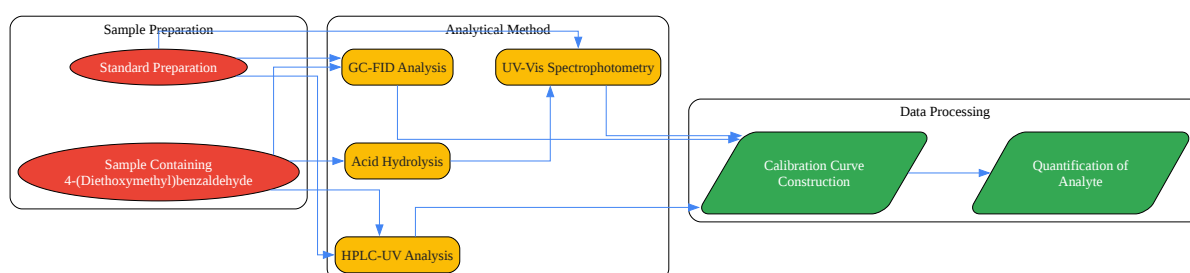 Sample Preparation
Standard Preparation
Sample Containing
4-(Diethoxymethyl)benzaldehyde
Analytical Method
GC-FID Analysis
UV-Vis Spectrophotometry
Acid Hydrolysis
HPLC-UV Analysis
Data Processing
Calibration Curve
Construction
Quantification of
Analyte